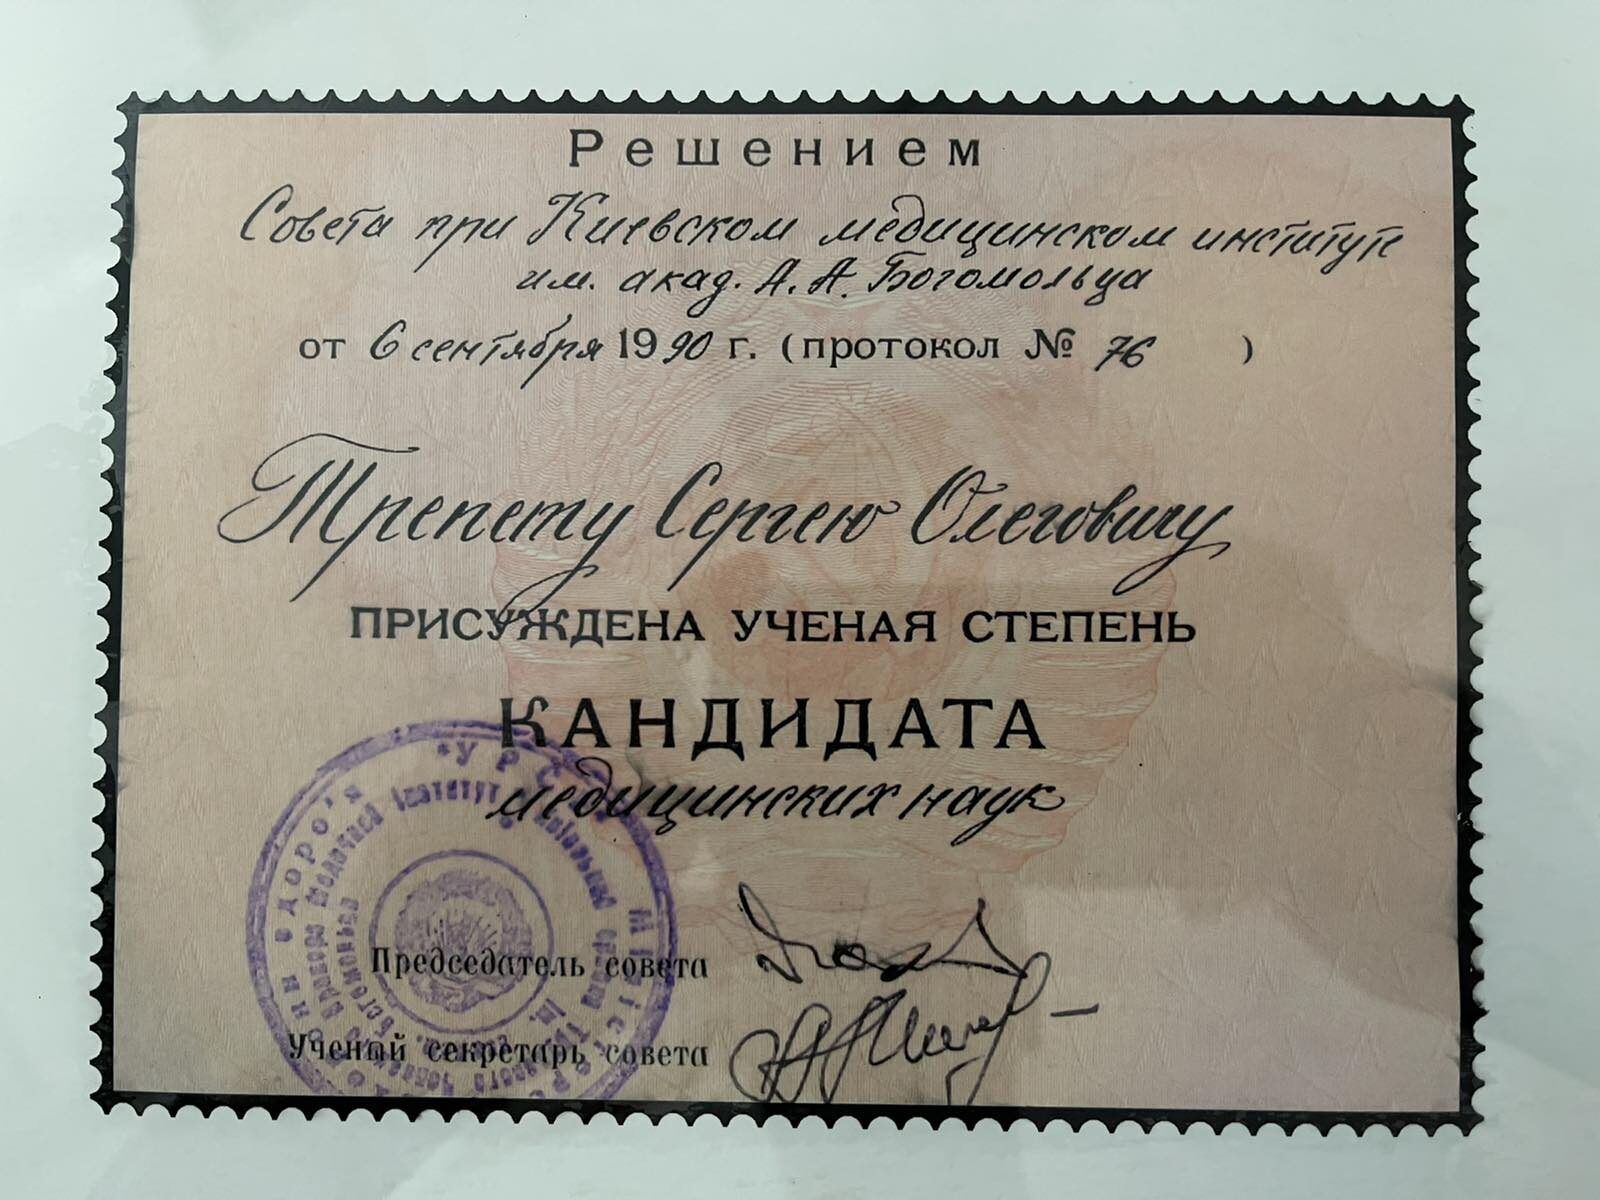 Решением
Совета при Киевском медицинском институте
им. акад. А. А. Богомольца
от 6 сентября 1990 г. (протокол № 76 )
Трепету Сергею Олеговичу
ПРИСУЖДЕНА УЧЕНАЯ СТЕПЕНЬ
КАНДИДАТА
медицинских наук
Председатель совета
Ученый секретарь совета